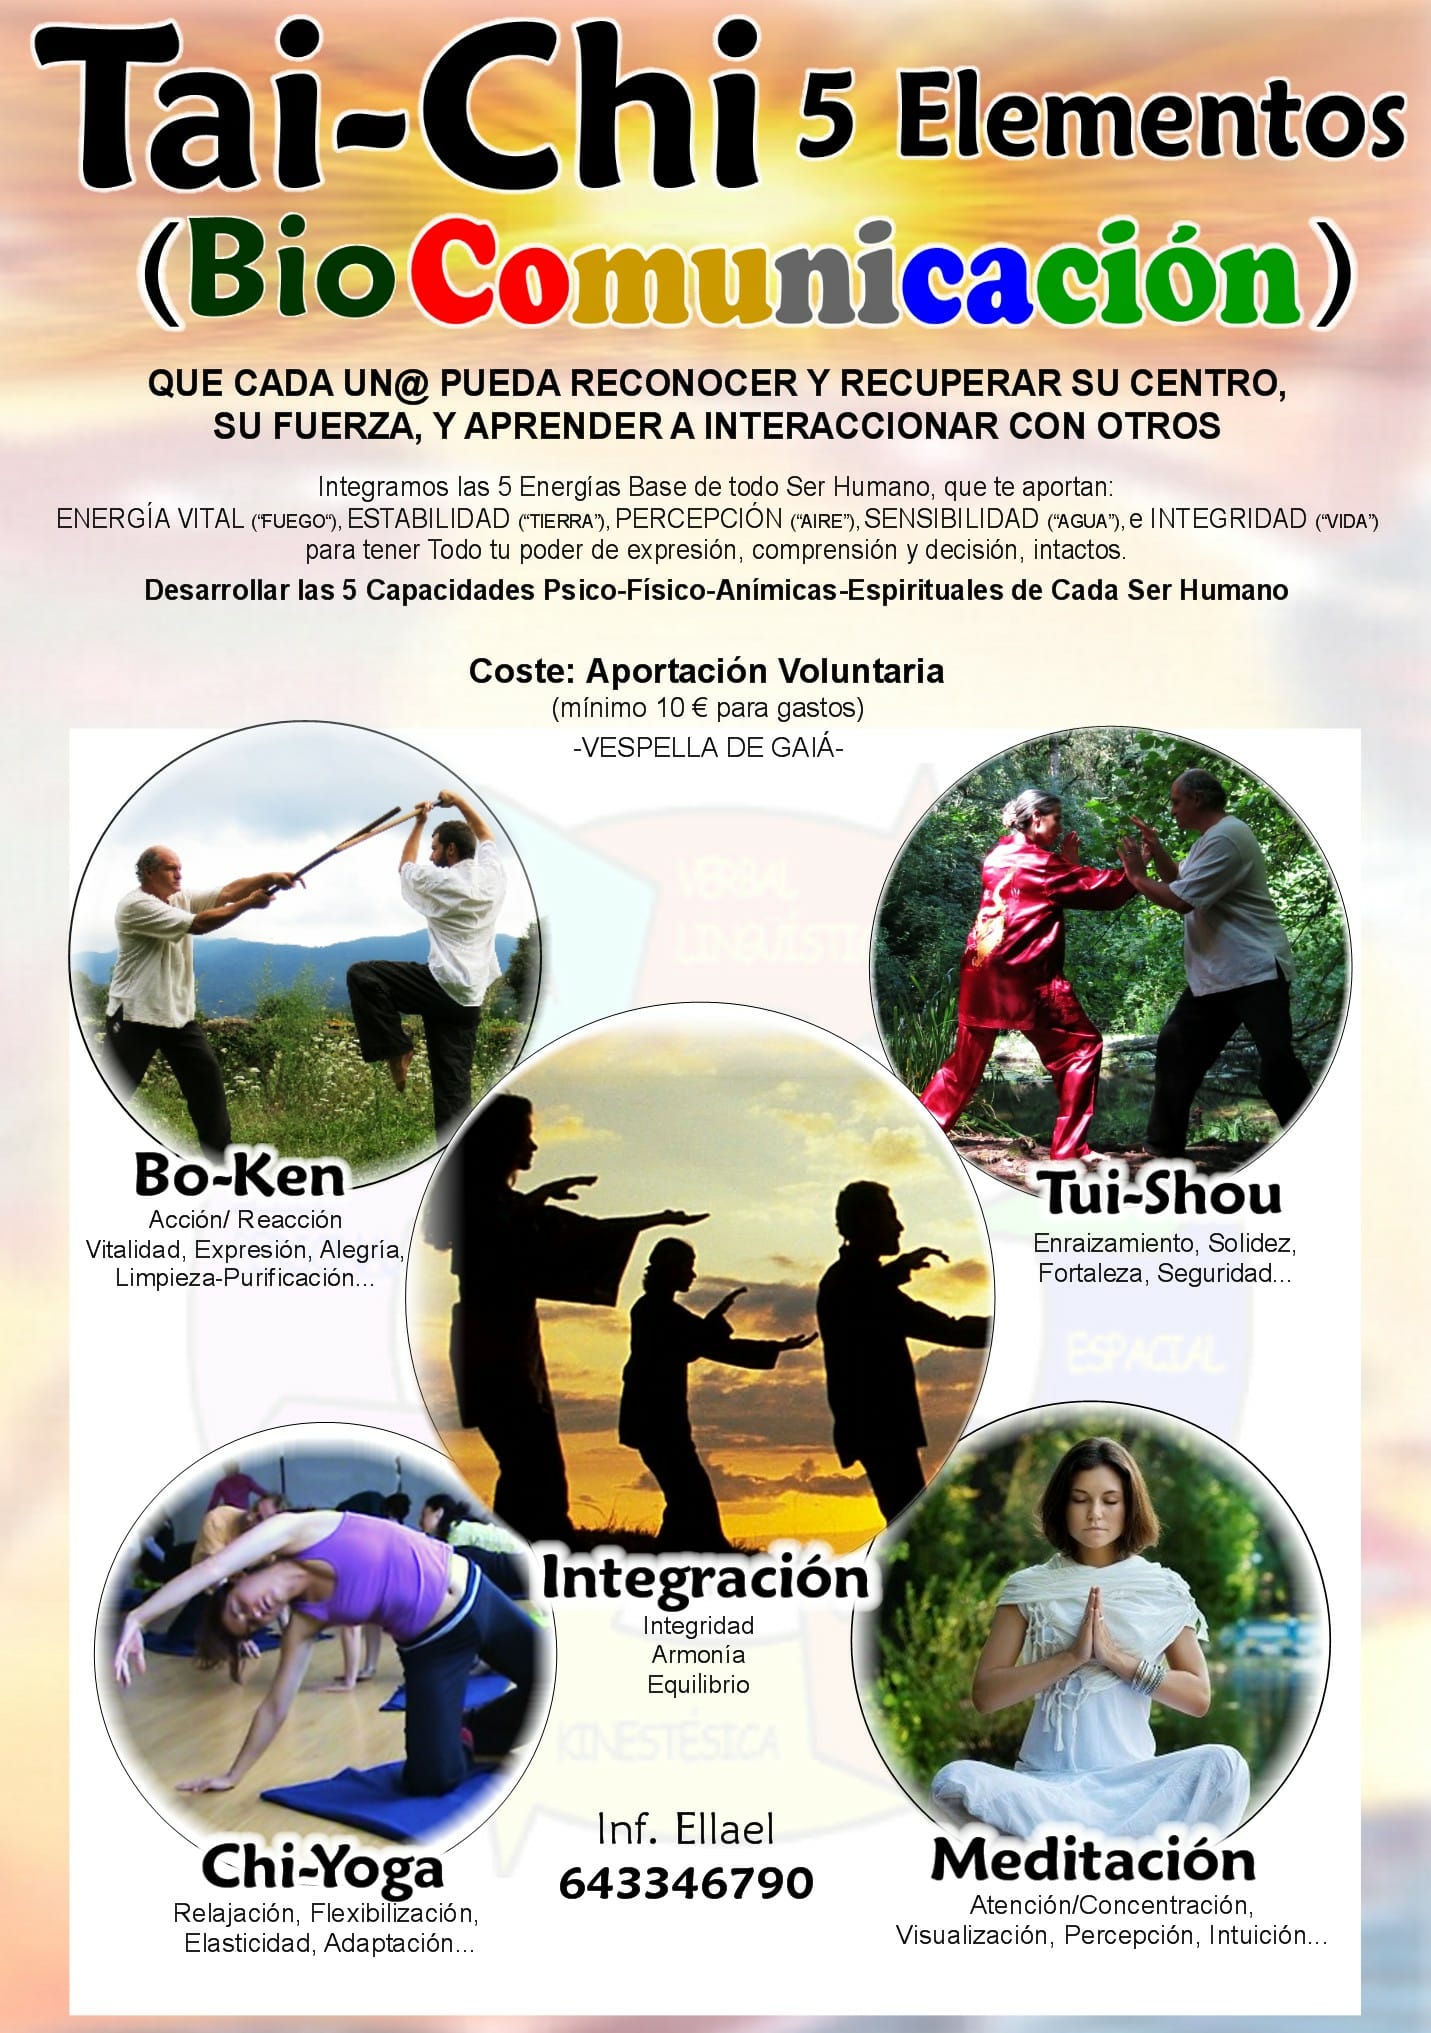 Tai-Chi 5 Elementos
(BioComunicación)
QUE CADA UN@ PUEDA RECONOCER Y RECUPERAR SU CENTRO,
SU FUERZA, Y APRENDER A INTERACCIONAR CON OTROS
Integramos las 5 Energías Base de todo Ser Humano, que te aportan:
ENERGÍA VITAL (“FUEGO“), ESTABILIDAD (“TIERRA”), PERCEPCIÓN (“AIRE”), SENSIBILIDAD (“AGUA”), e INTEGRIDAD (“VIDA”)
para tener Todo tu poder de expresión, comprensión y decisión, intactos.
Desarrollar las 5 Capacidades Psico-Físico-Anímicas-Espirituales de Cada Ser Humano
Coste: Aportación Voluntaria
(mínimo 10 € para gastos)
-VESPELLA DE GAIÁ-
VERBAL
Bo-Ken
Acción/ Reacción
Vitalidad, Expresión, Alegría,
Limpieza-Purificación...
Tui-Shou
Enraizamiento, Solidez,
Fortaleza, Seguridad...
ESPACIAL
Integración
Integridad
Armonía
Equilibrio
KINESTÉSICA
Chi-Yoga
Relajación, Flexibilización,
Elasticidad, Adaptación...
Inf. Ellael
643346790
Meditación
Atención/Concentración,
Visualización, Percepción, Intuición...